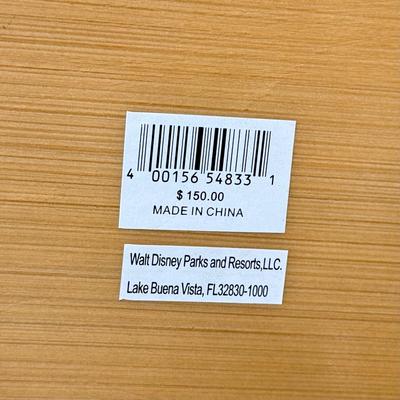 4 00156 54833 1
$ 150.00
MADE IN CHINA
Walt Disney Parks and Resorts,LLC.
Lake Buena Vista, FL32830-1000